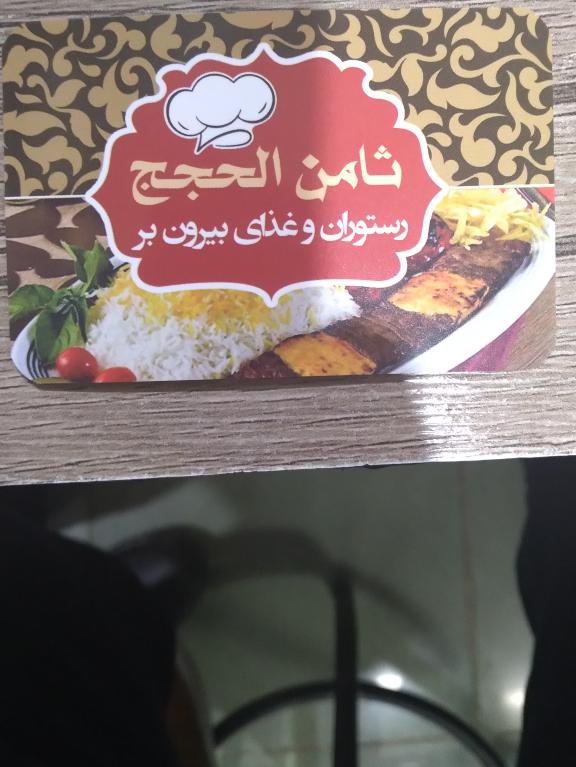 ثامن الحجج
رستوران و غذای بیرون بر